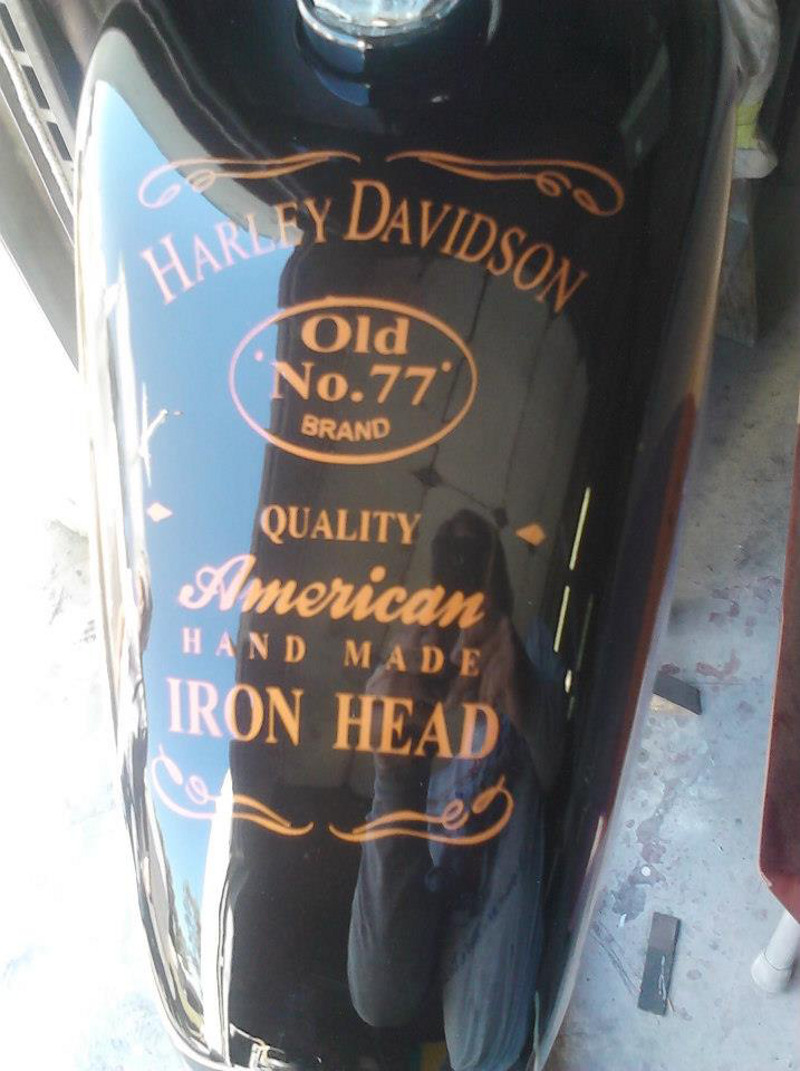 HARLEY DAVIDSON
Old
No.77
BRAND
QUALITY
American
HAND MADE
IRON HEAD